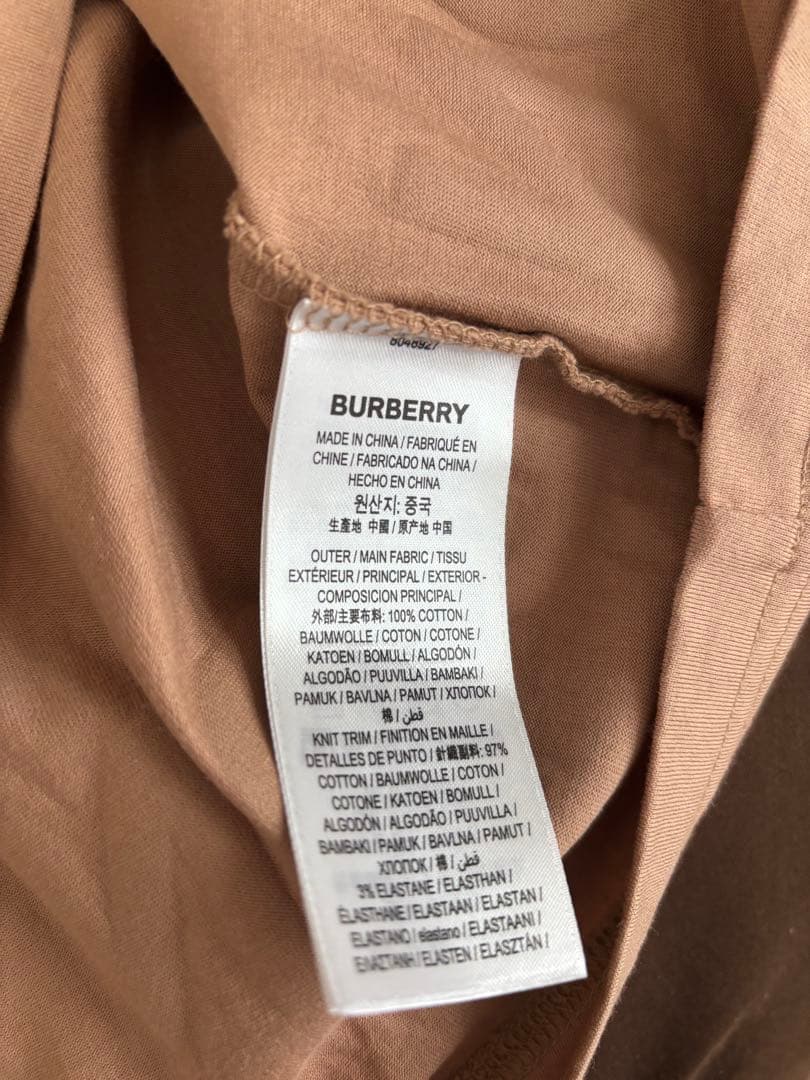 8048927
BURBERRY
MADE IN CHINA / FABRIQUÉ EN
CHINE / FABRICADO NA CHINA /
HECHO EN CHINA
원산지: 중국
生產地 中國 / 原产地 中国
OUTER / MAIN FABRIC / TISSU
EXTÉRIEUR / PRINCIPAL / EXTERIOR -
COMPOSICION PRINCIPAL /
外部/主要布料: 100% COTTON /
BAUMWOLLE / COTON / COTONE /
KATOEN / BOMULL / ALGODÓN /
ALGODÃO / PUUVILLA / BAMBAKI /
PAMUK / BAVLNA / PAMUT / ХЛОПОК /
棉 / قطن
KNIT TRIM / FINITION EN MAILLE /
DETALLES DE PUNTO / 針織副料: 97%
COTTON / BAUMWOLLE / COTON /
COTONE / KATOEN / BOMULL /
ALGODÓN / ALGODÃO / PUUVILLA /
BAMBAKI / PAMUK / BAVLNA / PAMUT /
ХЛОПОК / 棉 / قطن
3% ELASTANE / ELASTHAN /
ÉLASTHANE / ELASTAAN / ELASTAN /
ELASTANO / elastano / ELASTAANI /
ΕΛΑΣΤΑΝΗ / ELASTEN / ELASZTÁN /